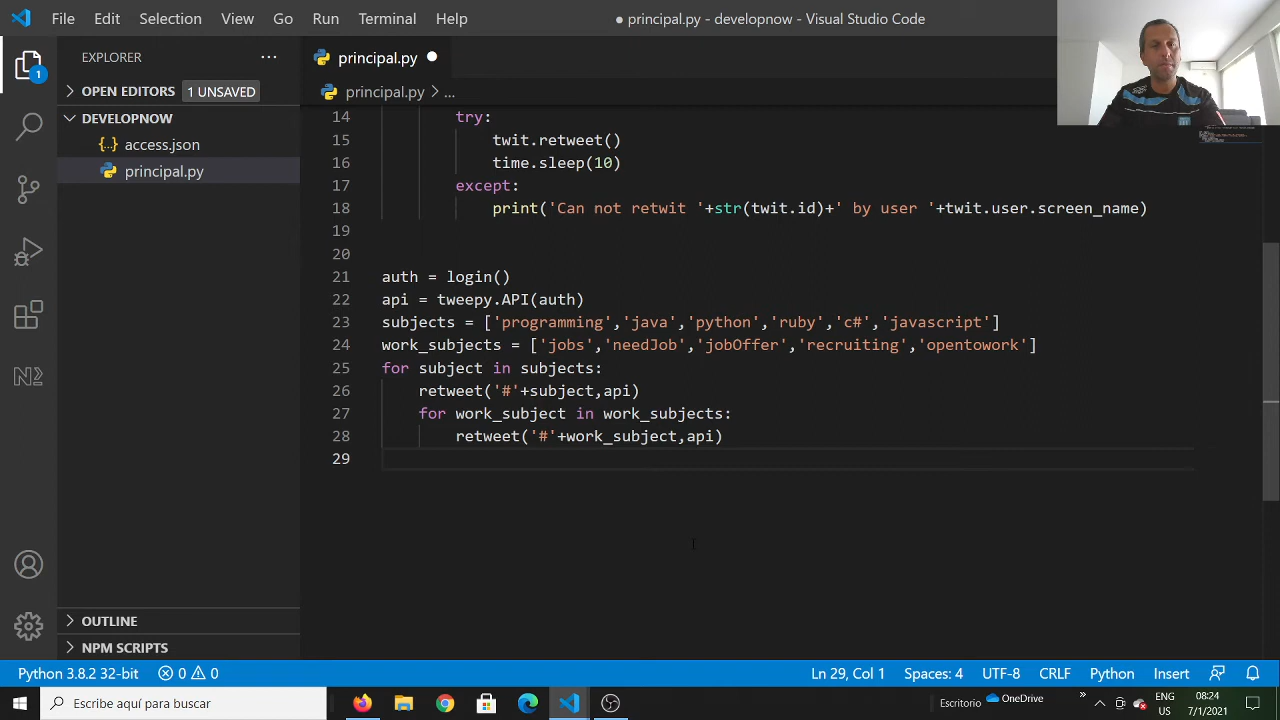 File Edit Selection View Go Run Terminal Help
● principal.py - developnow - Visual Studio Code
EXPLORER
OPEN EDITORS 1 UNSAVED
DEVELOPNOW
access.json
principal.py
OUTLINE
NPM SCRIPTS
1
principal.py
principal.py > ...
14 try:
15 twit.retweet()
16 time.sleep(10)
17 except:
18 print('Can not retwit '+str(twit.id)+' by user '+twit.user.screen_name)
19
20
21 auth = login()
22 api = tweepy.API(auth)
23 subjects = ['programming','java','python','ruby','c#','javascript']
24 work_subjects = ['jobs','needJob','jobOffer','recruiting','opentowork']
25 for subject in subjects:
26 retweet('#'+subject,api)
27 for work_subject in work_subjects:
28 retweet('#'+work_subject,api)
29
Python 3.8.2 32-bit 0 0 Ln 29, Col 1 Spaces: 4 UTF-8 CRLF Python Insert
Escribe aquí para buscar
Escritorio OneDrive
ENG
US
08:24
7/1/2021